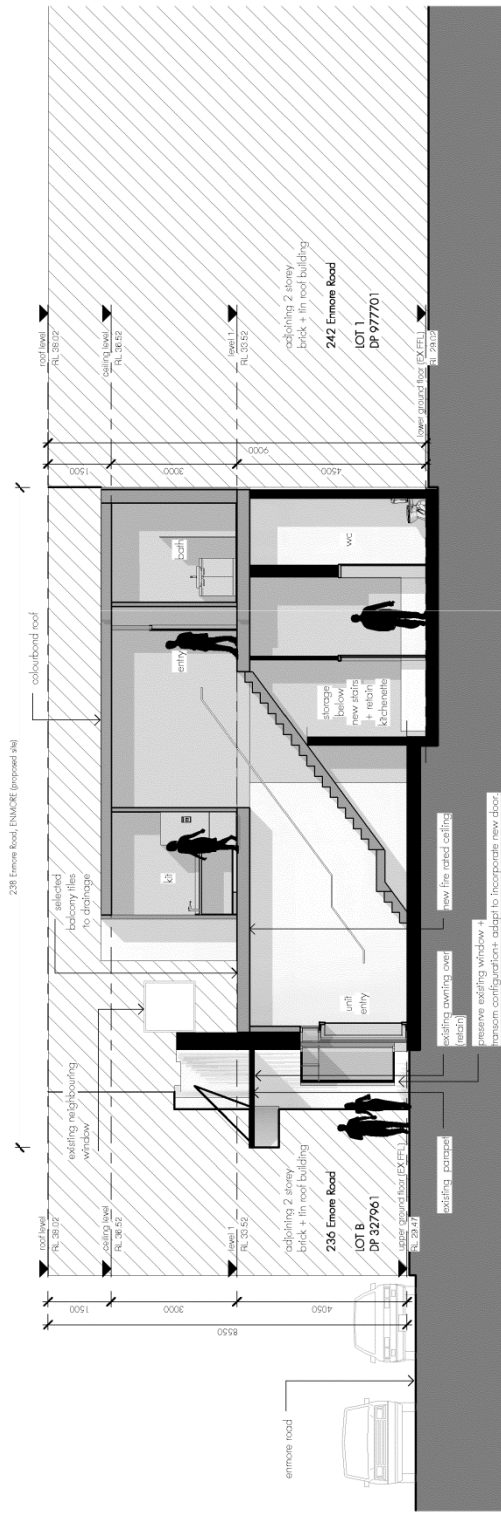 238 Enmore Road, ENMORE (proposed site)
roof level
RL 38.02
ceiling level
RL 36.52
level 1
RL 33.52
upper ground floor (EX FFL)
RL 29.47
8550
1500
3000
4050
enmore road
adjoining 2 storey
brick + tin roof building
236 Enmore Road
LOT B
DP 327961
existing neighbouring
window
selected
balcony tiles
to drainage
colourbond roof
kit
entry
bath
unit
entry
storage
below
new stairs
+ retain
kitchenette
wc
existing parapet
preserve existing window +
transom configuration+ adapt to incorporate new door.
existing awning over
(retain)
new fire rated ceiling
1500
3000
4500
9000
roof level
RL 38.02
ceiling level
RL 36.52
level 1
RL 33.52
lower ground floor (EX FFL)
RL 29.02
adjoining 2 storey
brick + tin roof building
242 Enmore Road
LOT 1
DP 977701